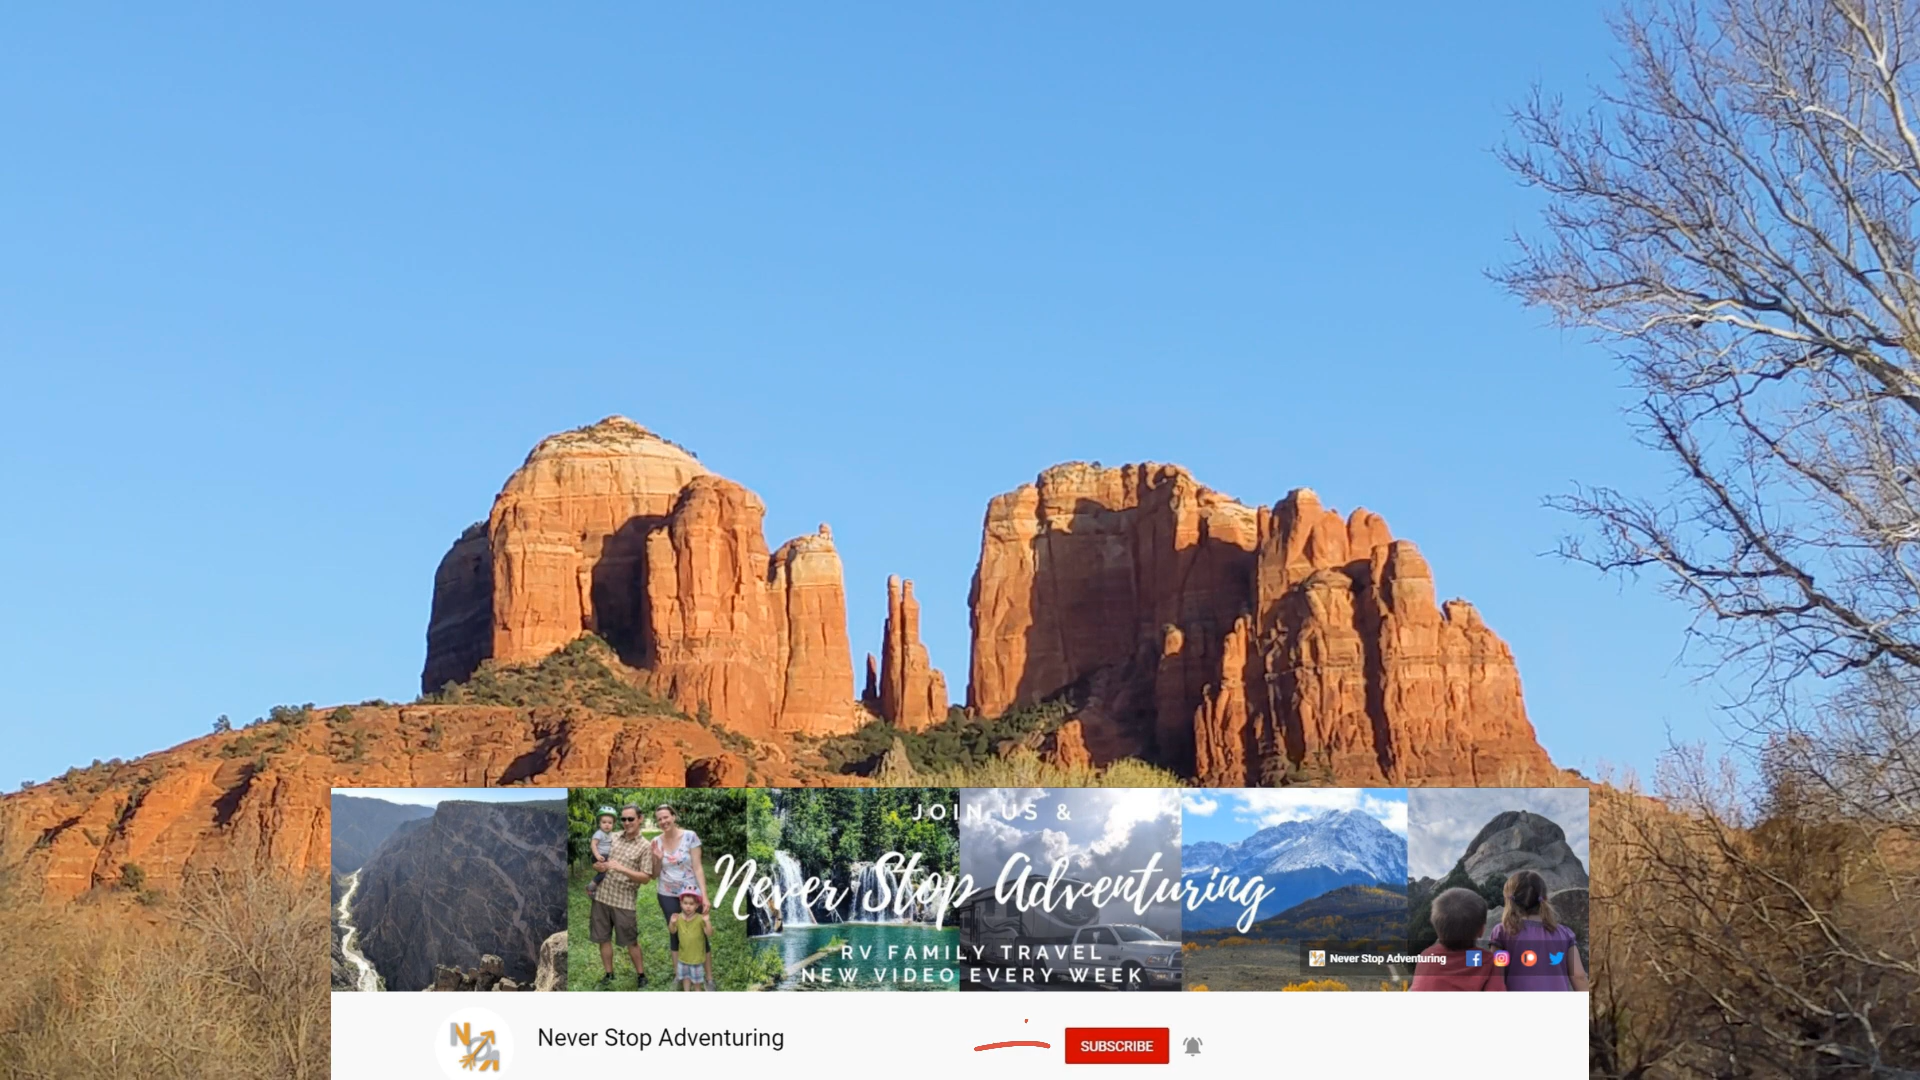 JOIN US &
Never Stop Adventuring
RV FAMILY TRAVEL
NEW VIDEO EVERY WEEK
Never Stop Adventuring
NA
Never Stop Adventuring
SUBSCRIBE